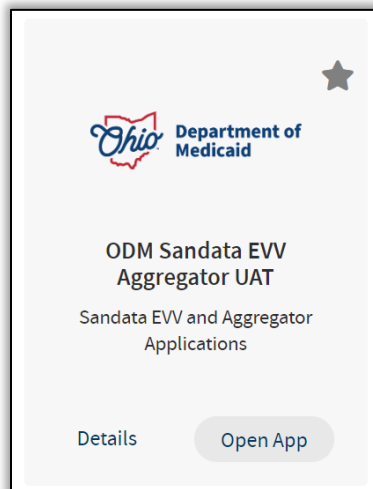 Ohio
Department of
Medicaid
ODM Sandata EVV
Aggregator UAT
Sandata EVV and Aggregator
Applications
Details
Open App